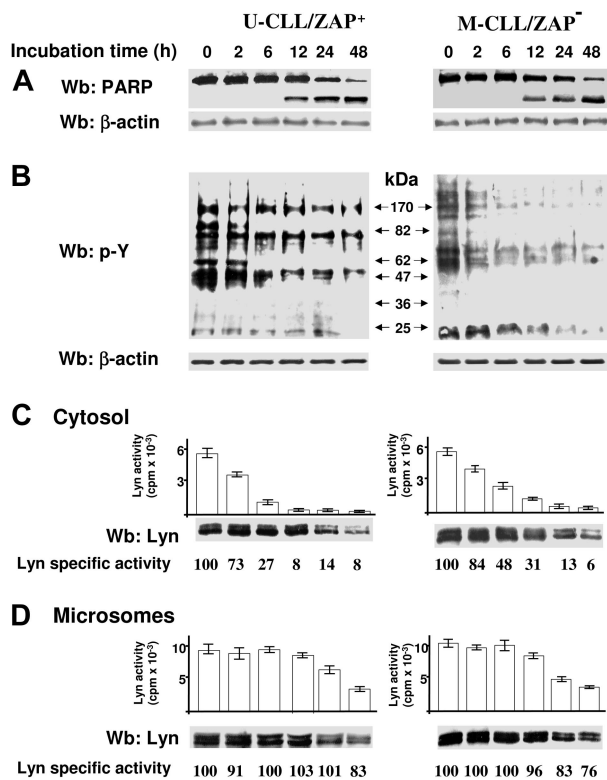 U-CLL/ZAP+ M-CLL/ZAP-
Incubation time (h) 0 2 6 12 24 48 0 2 6 12 24 48
A Wb: PARP
Wb: β-actin
B kDa
170
82
Wb: p-Y
62
47
36
25
Wb: β-actin
C Cytosol
Lyn activity (cpm x 10-3) 6 3 Lyn activity (cpm x 10-3) 6 3
Wb: Lyn
Lyn specific activity 100 73 27 8 14 8 100 84 48 31 13 6
D Microsomes
Lyn activity (cpm x 10-3) 10 5 Lyn activity (cpm x 10-3) 10 5
Wb: Lyn
100 91 100 103 101 83 100 100 100 96 83 76
Lyn specific activity